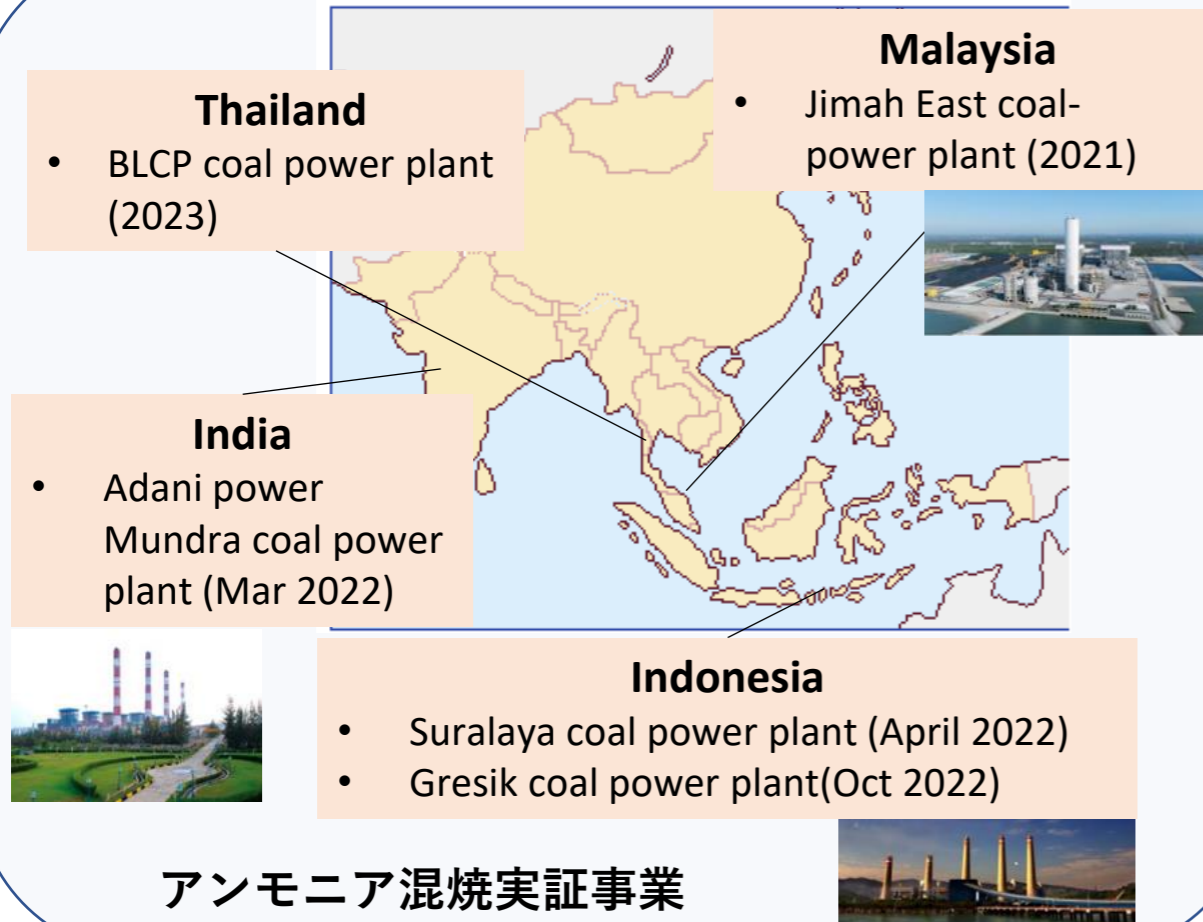 Thailand
• BLCP coal power plant
(2023)
Malaysia
• Jimah East coal-
power plant (2021)
India
• Adani power
Mundra coal power
plant (Mar 2022)
Indonesia
• Suralaya coal power plant (April 2022)
• Gresik coal power plant(Oct 2022)
アンモニア混焼実証事業